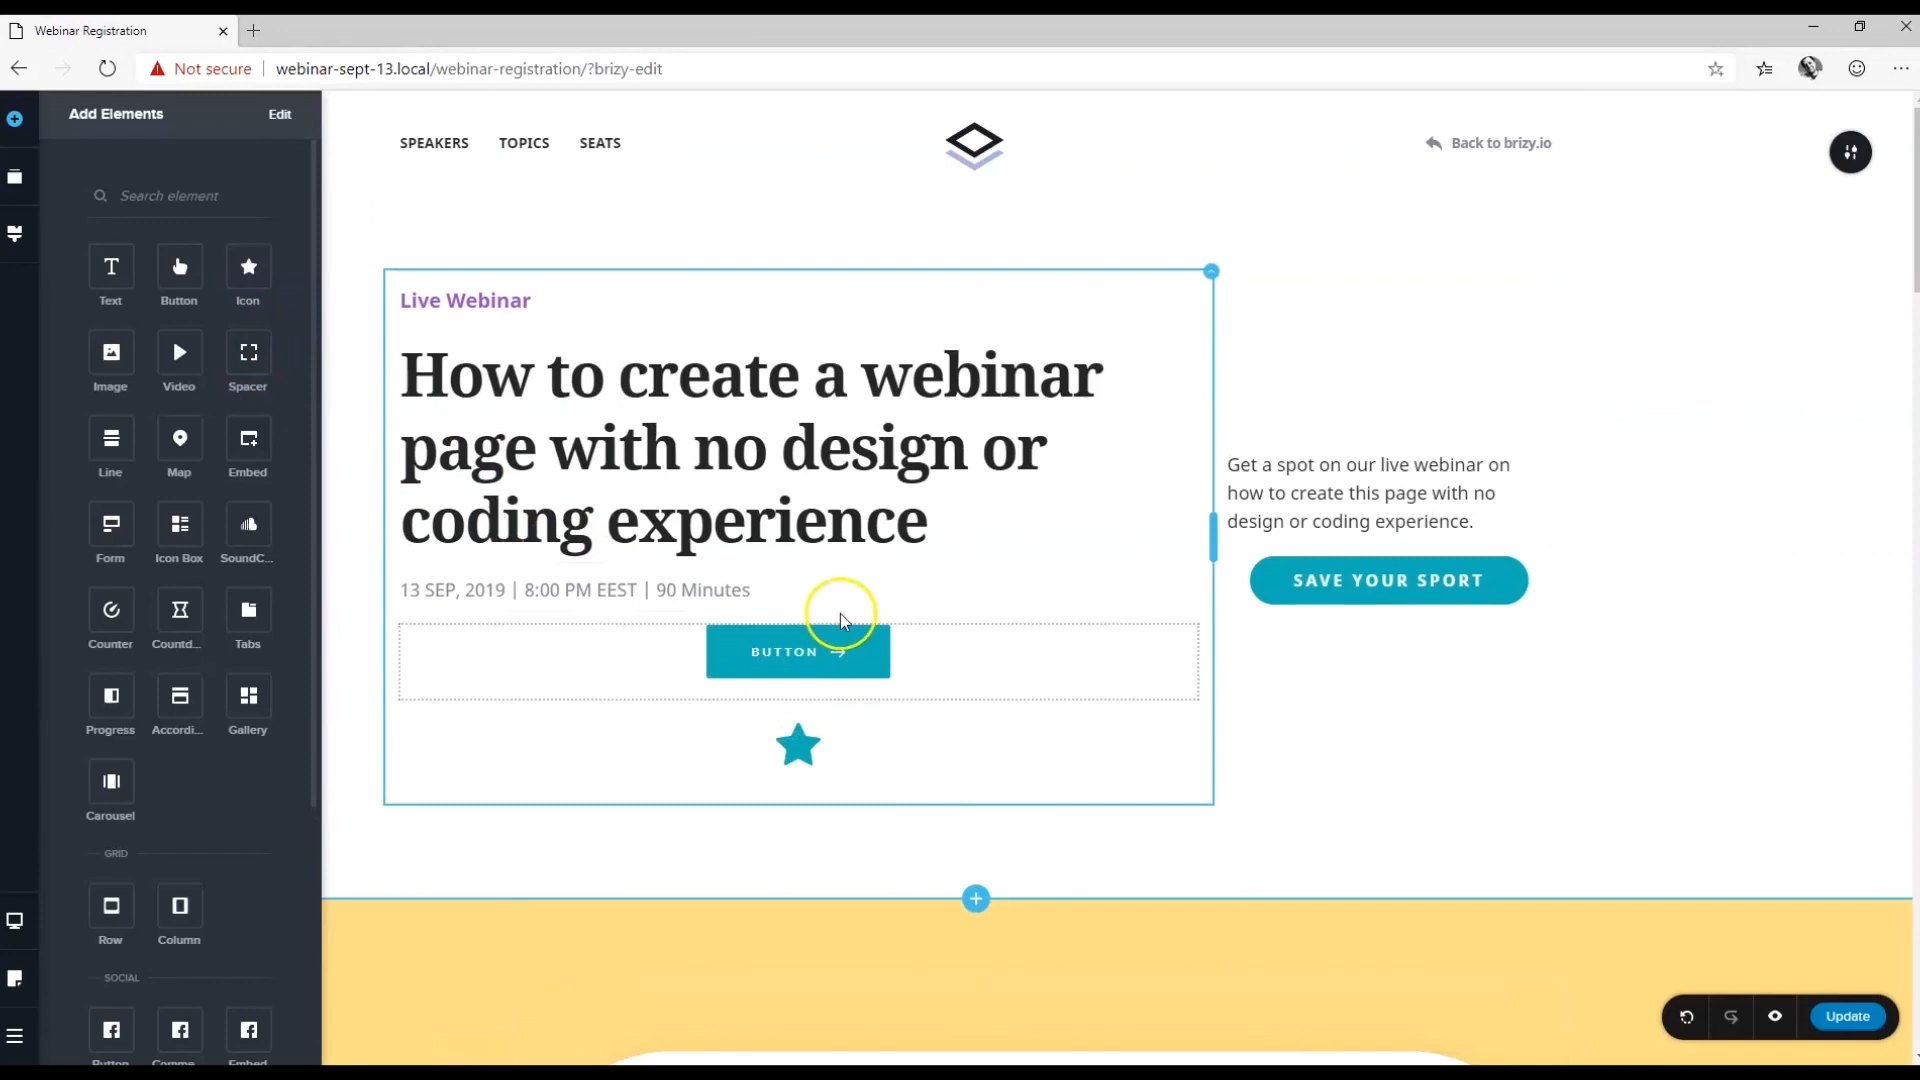 Webinar Registration
Not secure
webinar-sept-13.local/webinar-registration/?brizy-edit
Add Elements
Edit
Search element
Text
Button
Icon
Image
Video
Spacer
Line
Map
Embed
Form
Icon Box
SoundC...
Counter
Countd...
Tabs
Progress
Accordi...
Gallery
Carousel
GRID
Row
Column
SOCIAL
Button
Comme...
Embed
SPEAKERS
TOPICS
SEATS
Back to brizy.io
Live Webinar
How to create a webinar
page with no design or
coding experience
13 SEP, 2019 | 8:00 PM EEST | 90 Minutes
BUTTON
Get a spot on our live webinar on
how to create this page with no
design or coding experience.
SAVE YOUR SPORT
Update